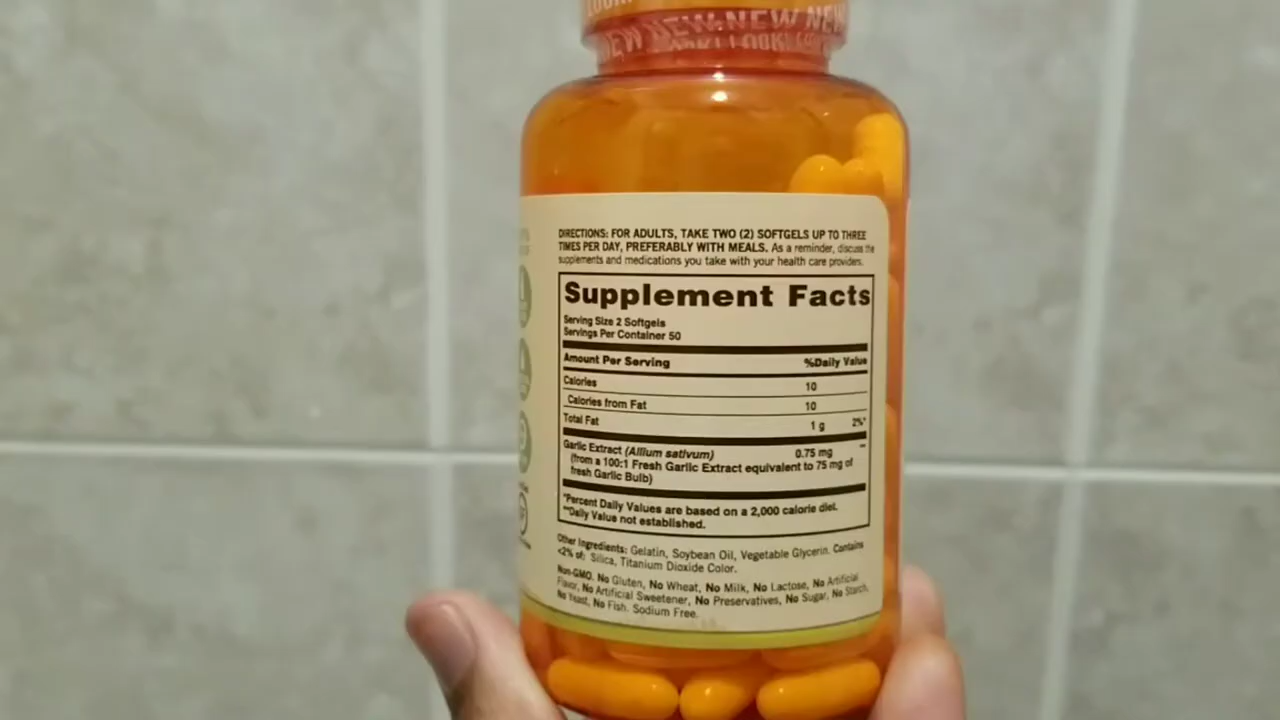 NEW NEW NEW NEW
LOOK! LOOK!
DIRECTIONS: FOR ADULTS, TAKE TWO (2) SOFTGELS UP TO THREE
TIMES PER DAY, PREFERABLY WITH MEALS. As a reminder, discuss the
supplements and medications you take with your health care providers.
Supplement Facts
Serving Size 2 Softgels
Servings Per Container 50
Amount Per Serving %Daily Value
Calories 10
Calories from Fat 10
Total Fat 1 g 2%*
Garlic Extract (Allium sativum) 0.75 mg **
(from a 100:1 Fresh Garlic Extract equivalent to 75 mg of
fresh Garlic Bulb)
*Percent Daily Values are based on a 2,000 calorie diet.
**Daily Value not established.
Other Ingredients: Gelatin, Soybean Oil, Vegetable Glycerin. Contains
<2% of: Silica, Titanium Dioxide Color.
Non-GMO. No Gluten, No Wheat, No Milk, No Lactose, No Artificial
Flavor, No Artificial Sweetener, No Preservatives, No Sugar, No Starch,
No Yeast, No Fish. Sodium Free.